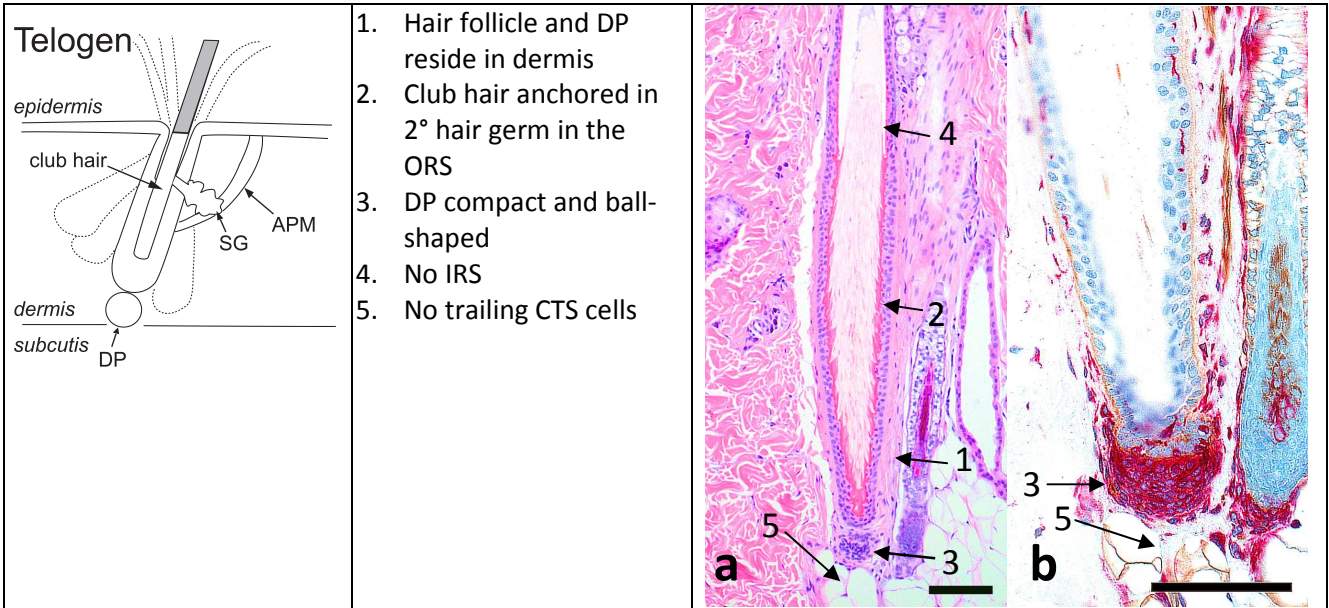 Telogen
epidermis
club hair
APM
SG
dermis
subcutis
DP
1. Hair follicle and DP
reside in dermis
2. Club hair anchored in
2° hair germ in the
ORS
3. DP compact and ball-
shaped
4. No IRS
5. No trailing CTS cells
4
2
1
5
3
a
3
5
b